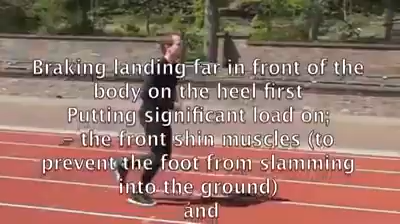 Braking landing far in front of the
body on the heel first
Putting significant load on;
- the front shin muscles (to
prevent the foot from slamming
into the ground)
and